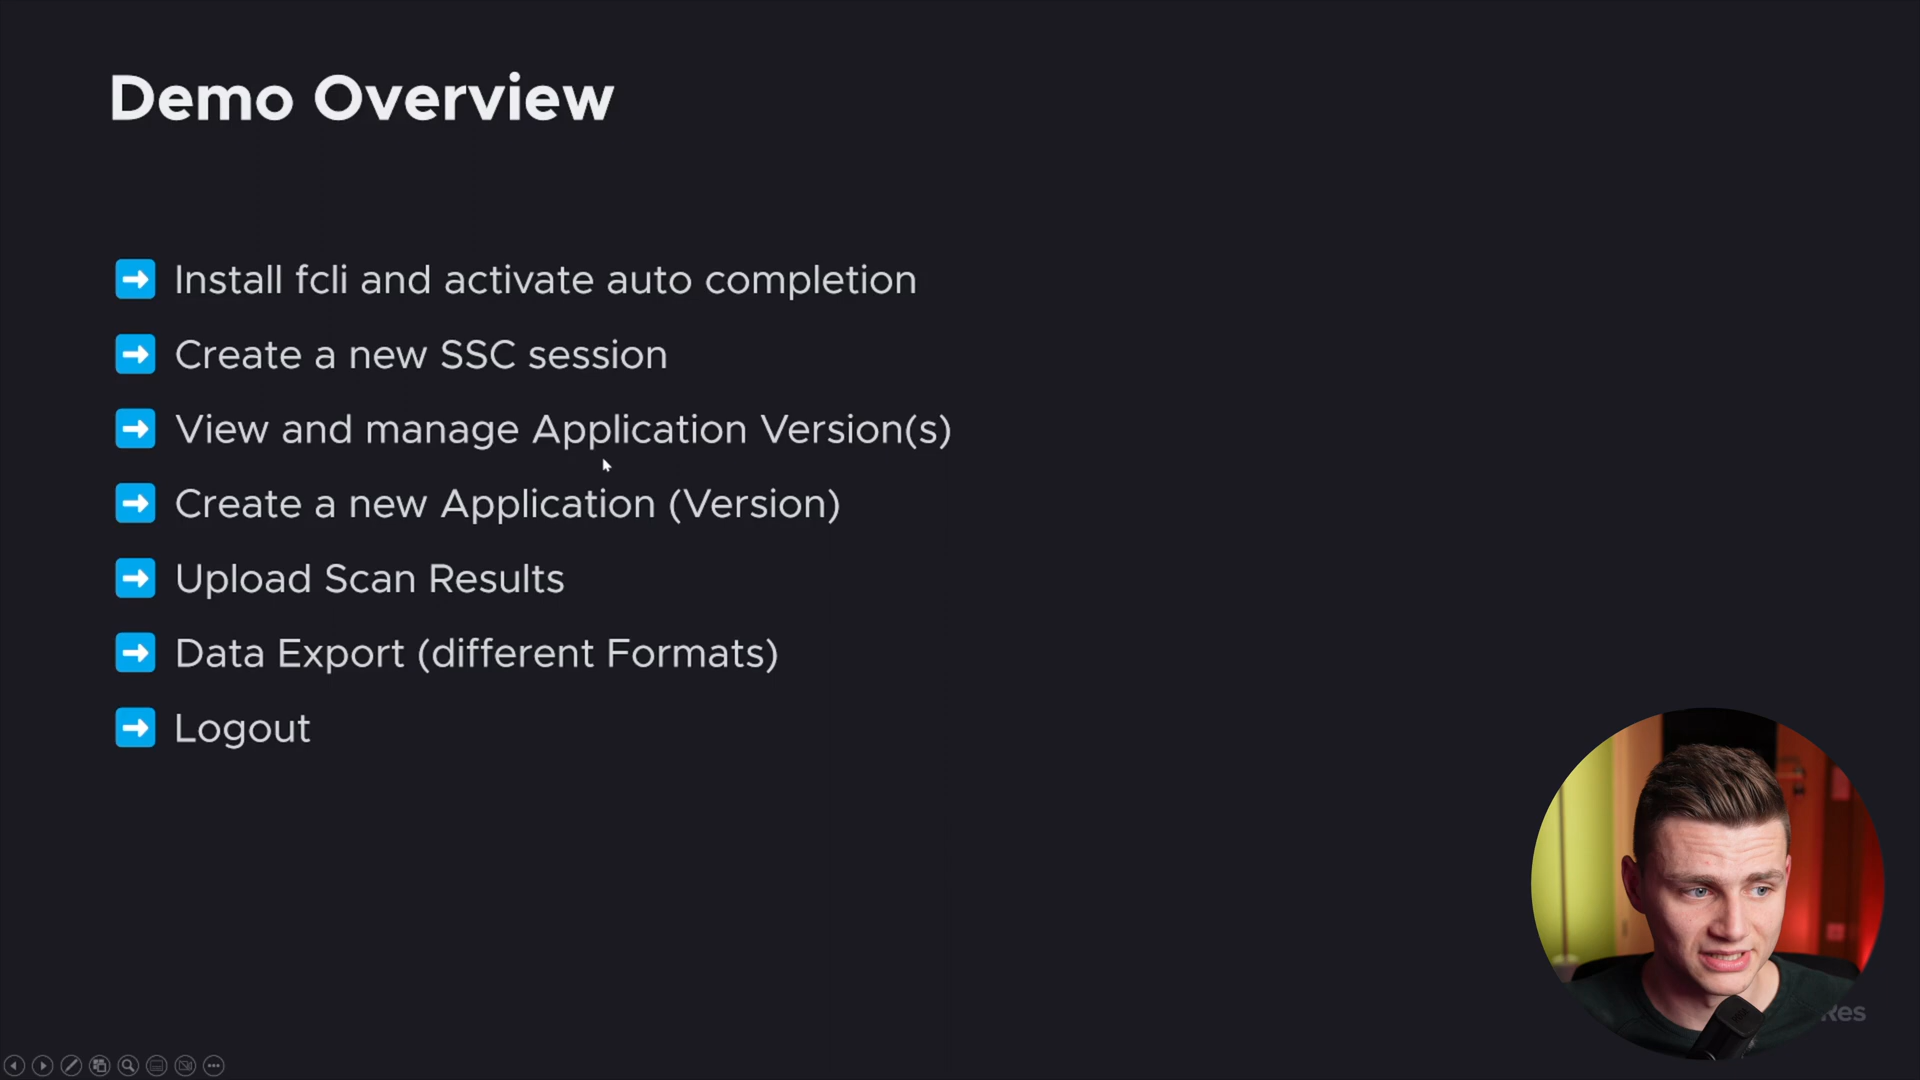 Demo Overview
Install fcli and activate auto completion
Create a new SSC session
View and manage Application Version(s)
Create a new Application (Version)
Upload Scan Results
Data Export (different Formats)
Logout